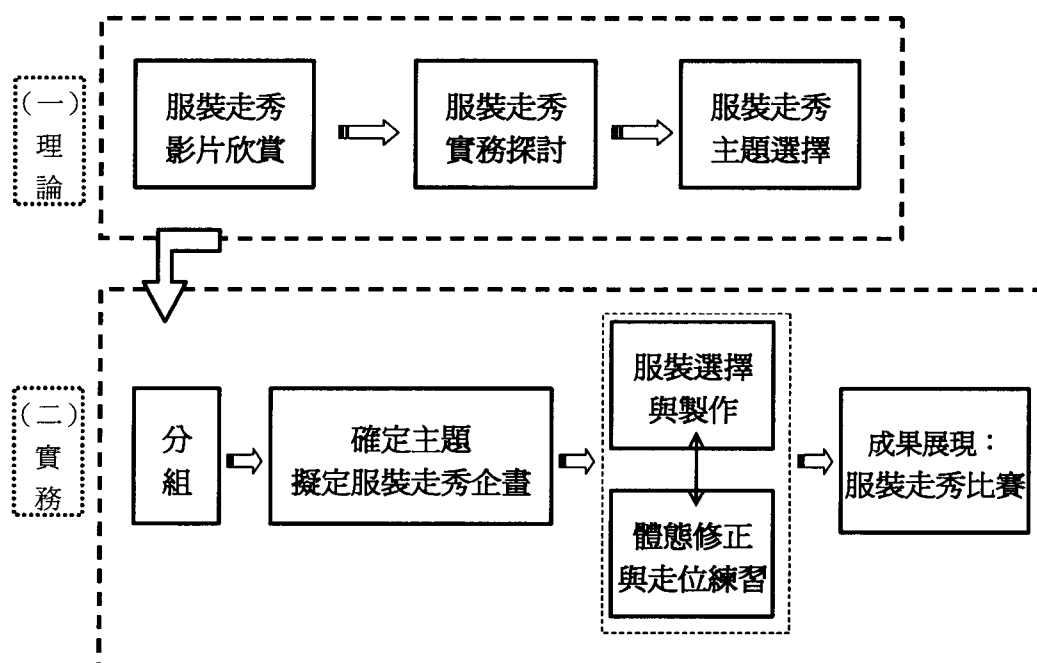 (一)
理
論
服裝走秀
影片欣賞
服裝走秀
實務探討
服裝走秀
主題選擇
(二)
實
務
分
組
確定主題
擬定服裝走秀企畫
服裝選擇
與製作
體態修正
與走位練習
成果展現：
服裝走秀比賽